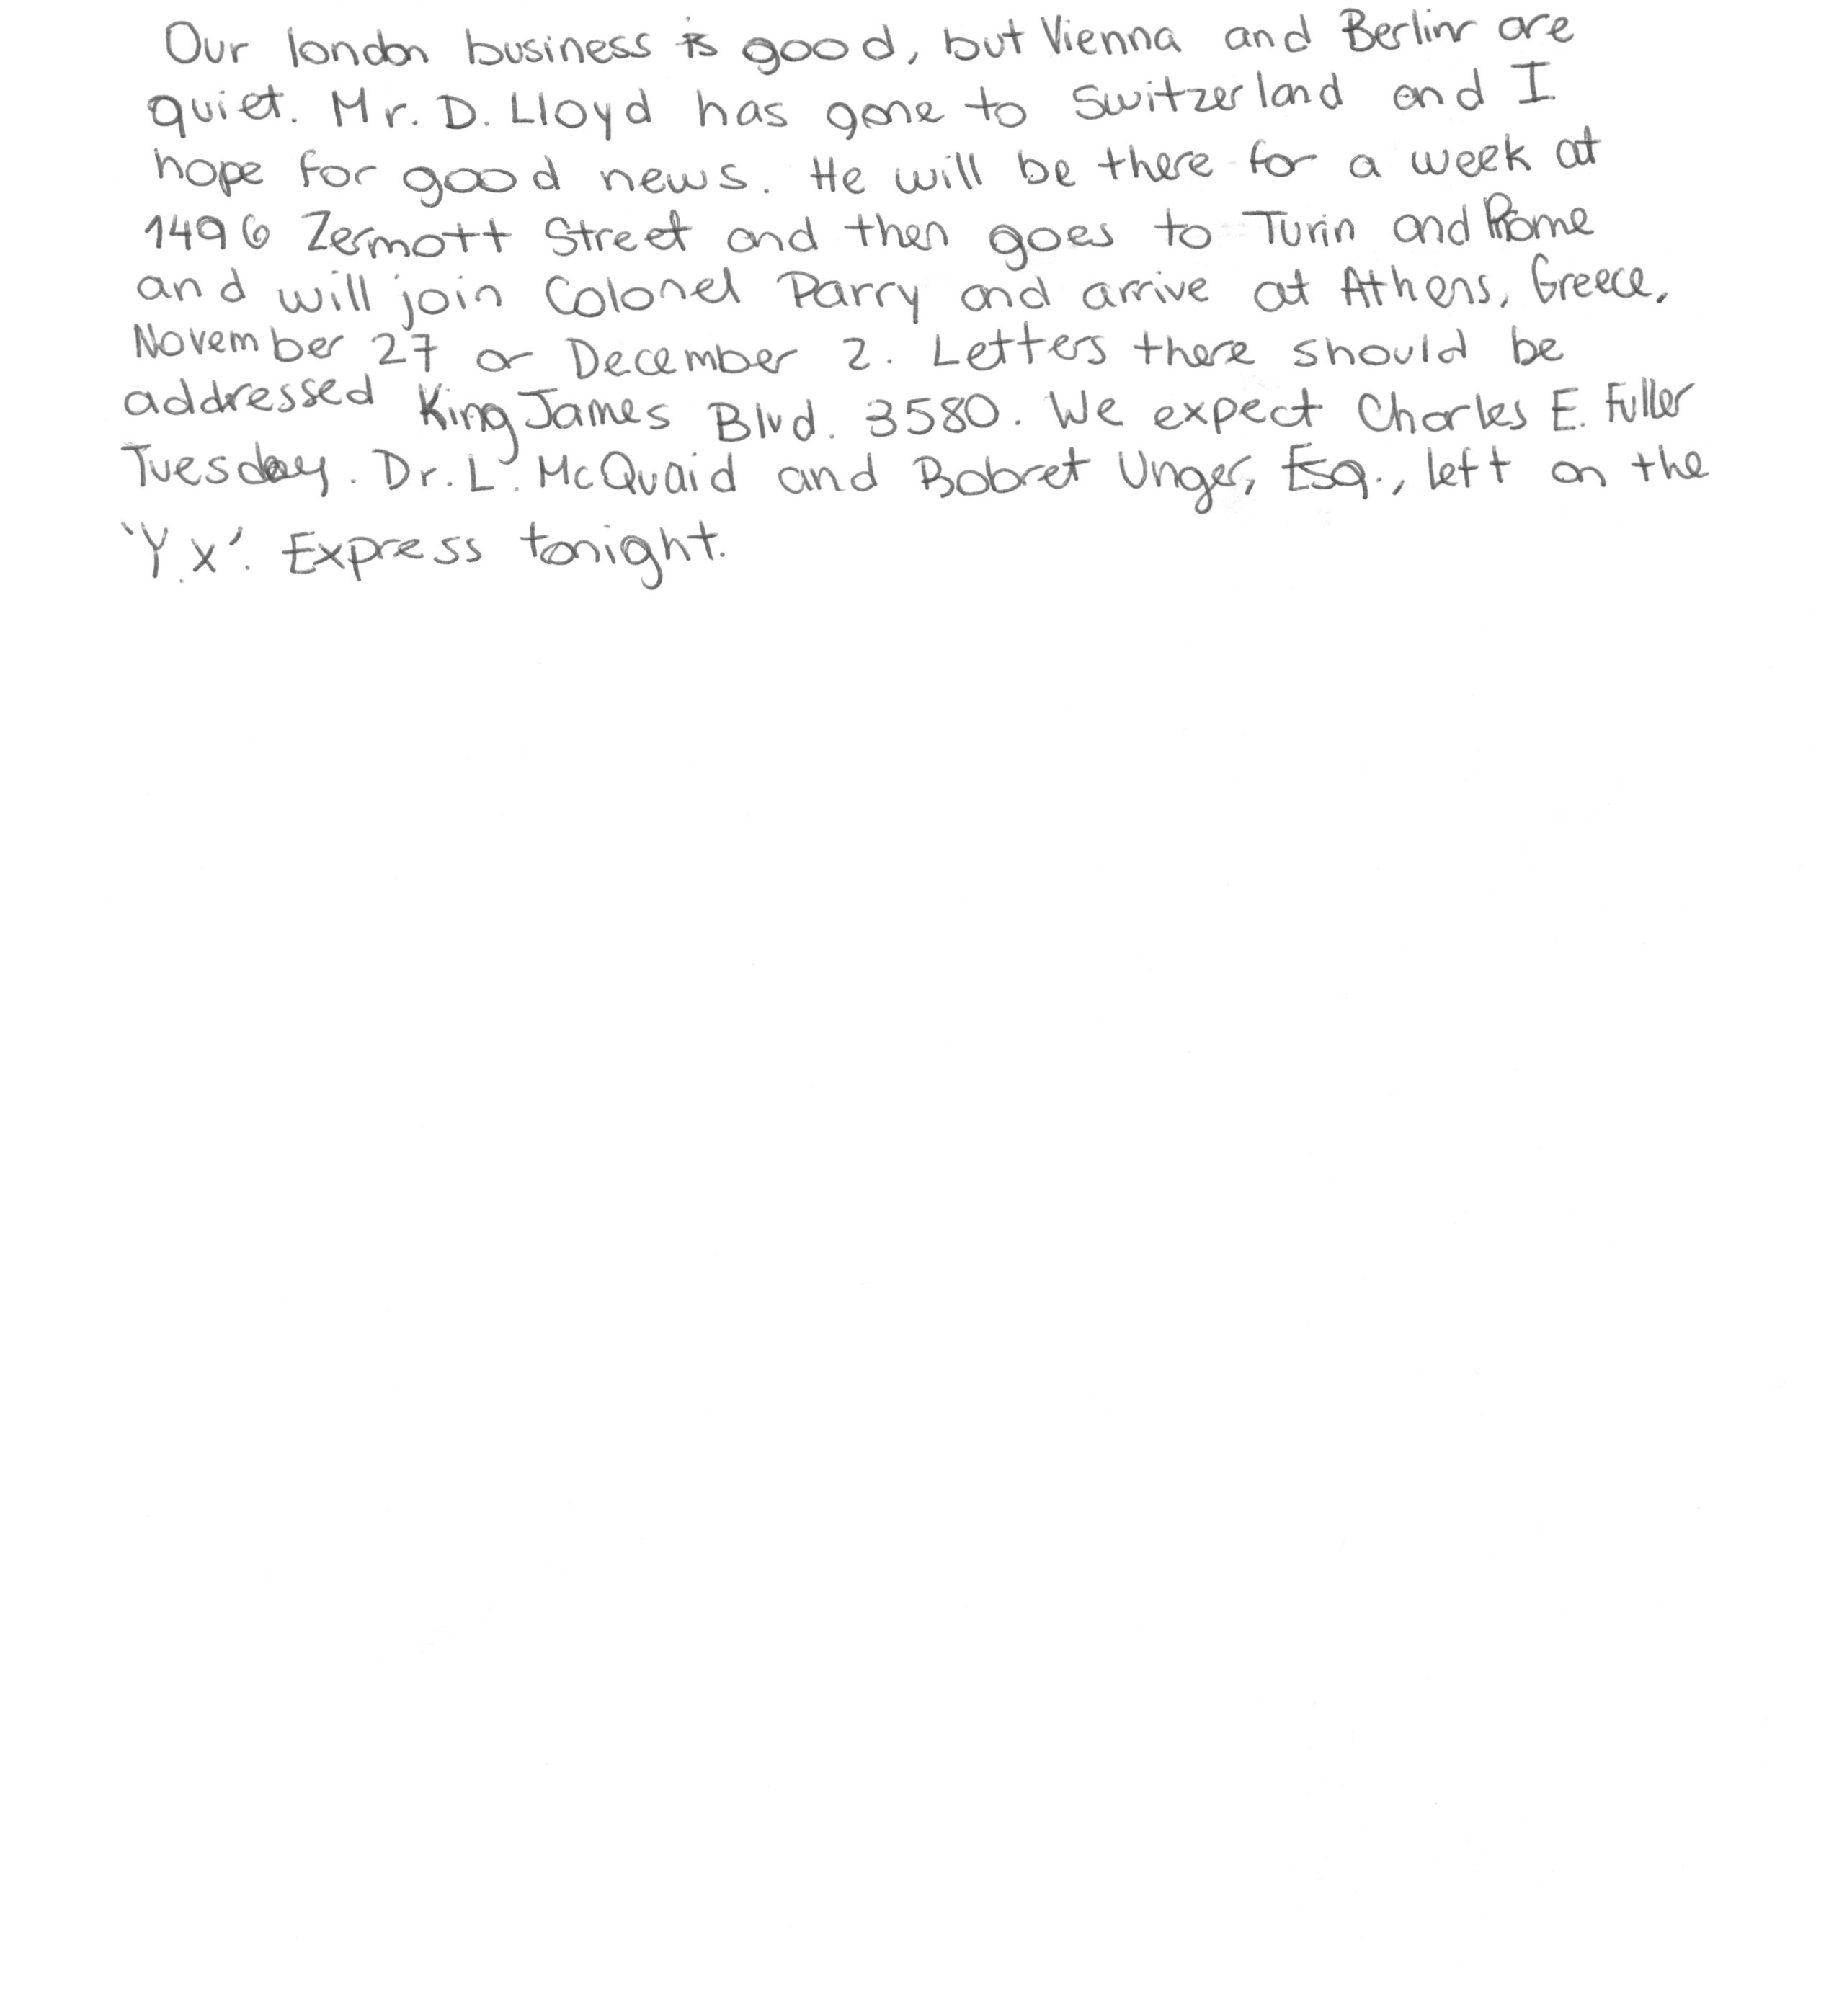 Our london business is good, but Vienna and Berlin are
quiet. Mr. D. Lloyd has gone to Switzerland and I
hope for good news. He will be there for a week at
1496 Zermott Street and then goes to Turin and Rome
and will join Colonel Parry and arrive at Athens, Greece,
November 27 or December 2. Letters there should be
addressed King James Blvd. 3580. We expect Charles E. Fuller
Tuesday. Dr. L. McQuaid and Bobret Unger, Esq., left on the
'Y.X'. Express tonight.